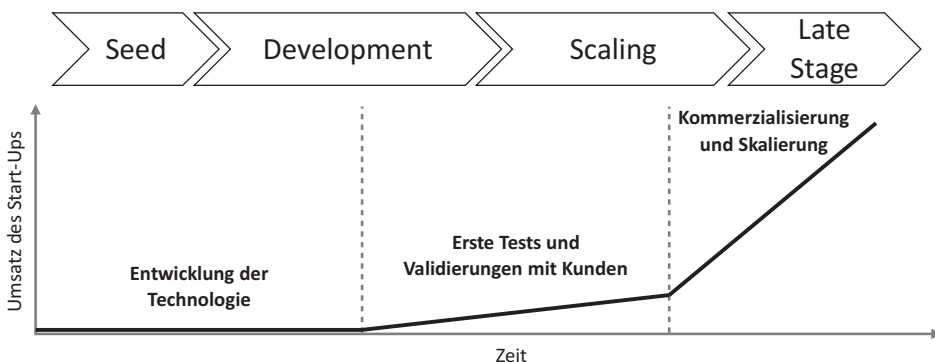 Seed
Development
Scaling
Late
Stage
Umsatz des Start-Ups
Kommerzialisierung
und Skalierung
Erste Tests und
Validierungen mit Kunden
Entwicklung der
Technologie
Zeit